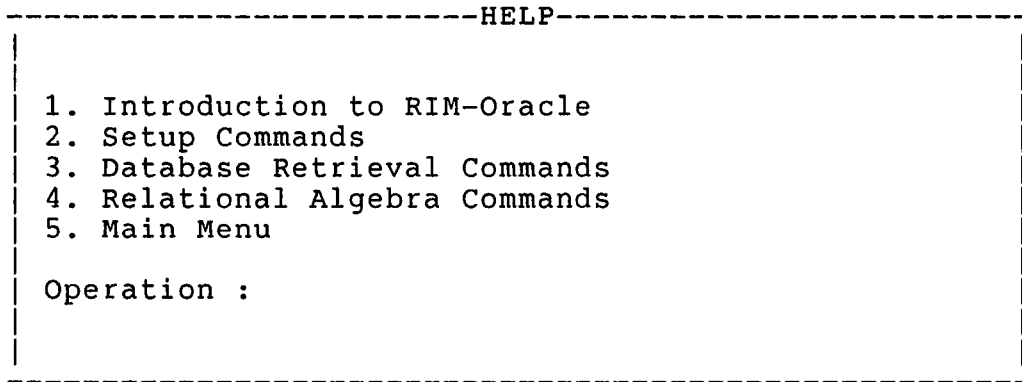 HELP
1. Introduction to RIM-Oracle
2. Setup Commands
3. Database Retrieval Commands
4. Relational Algebra Commands
5. Main Menu
Operation :